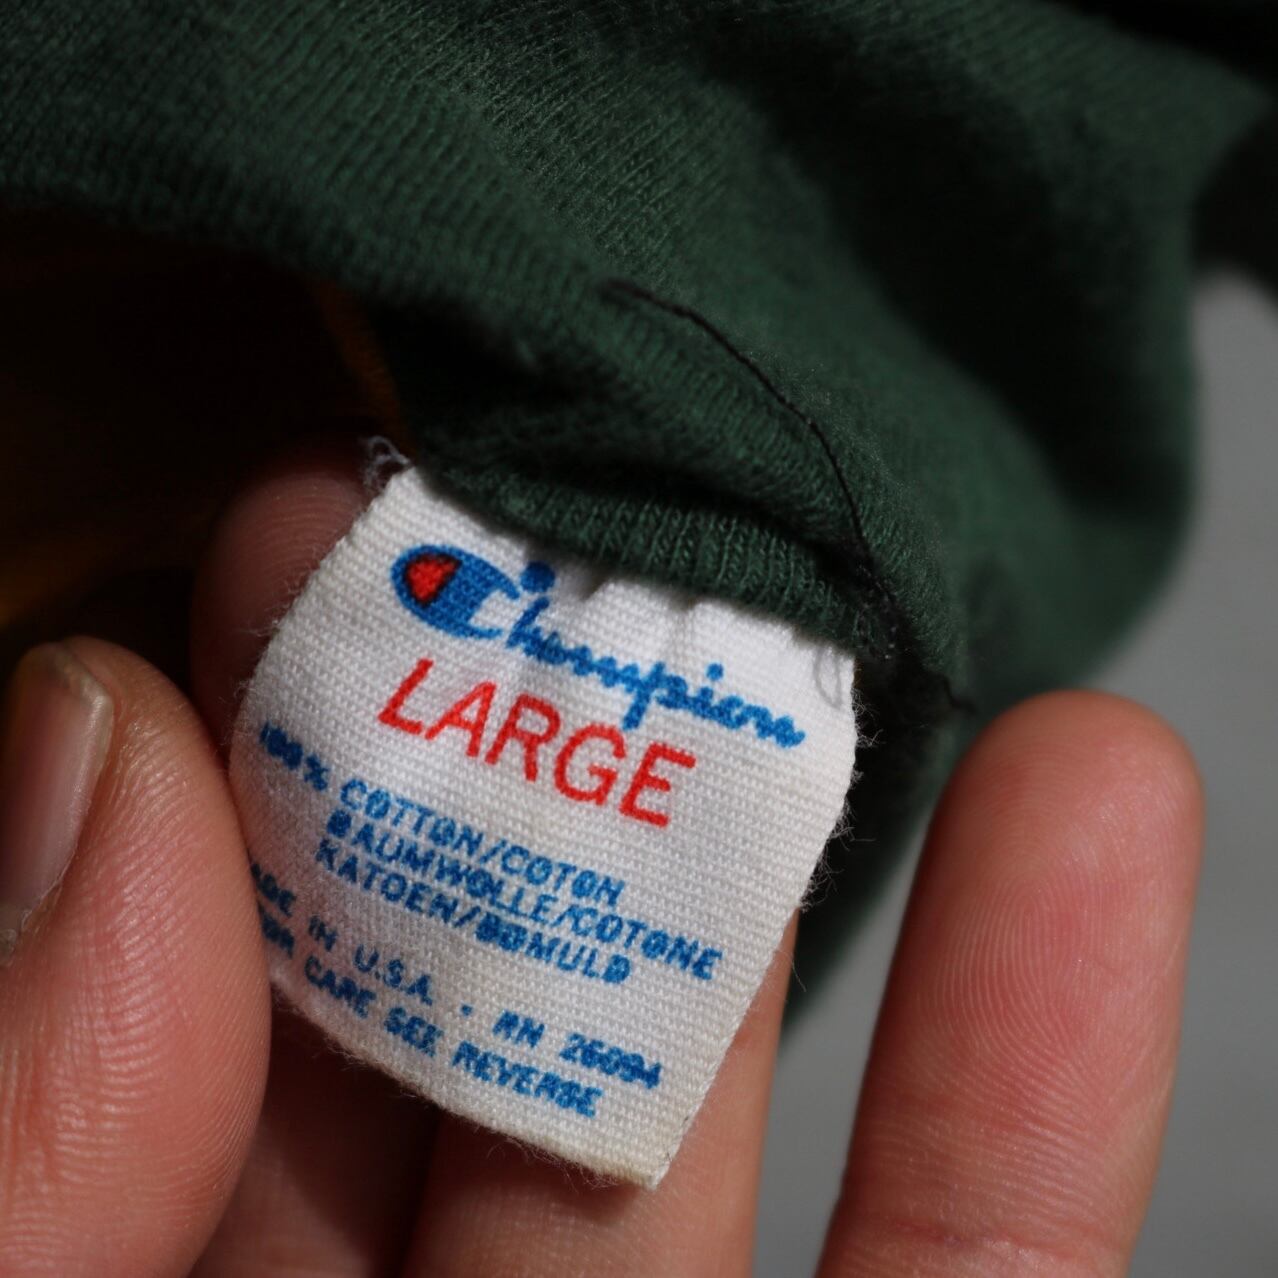 Champion
LARGE
100% COTTON/COTON
BAUMWOLLE/COTONE
KATOEN/BOMULD
MADE IN U.S.A. · RN 26094
FOR CARE SEE REVERSE